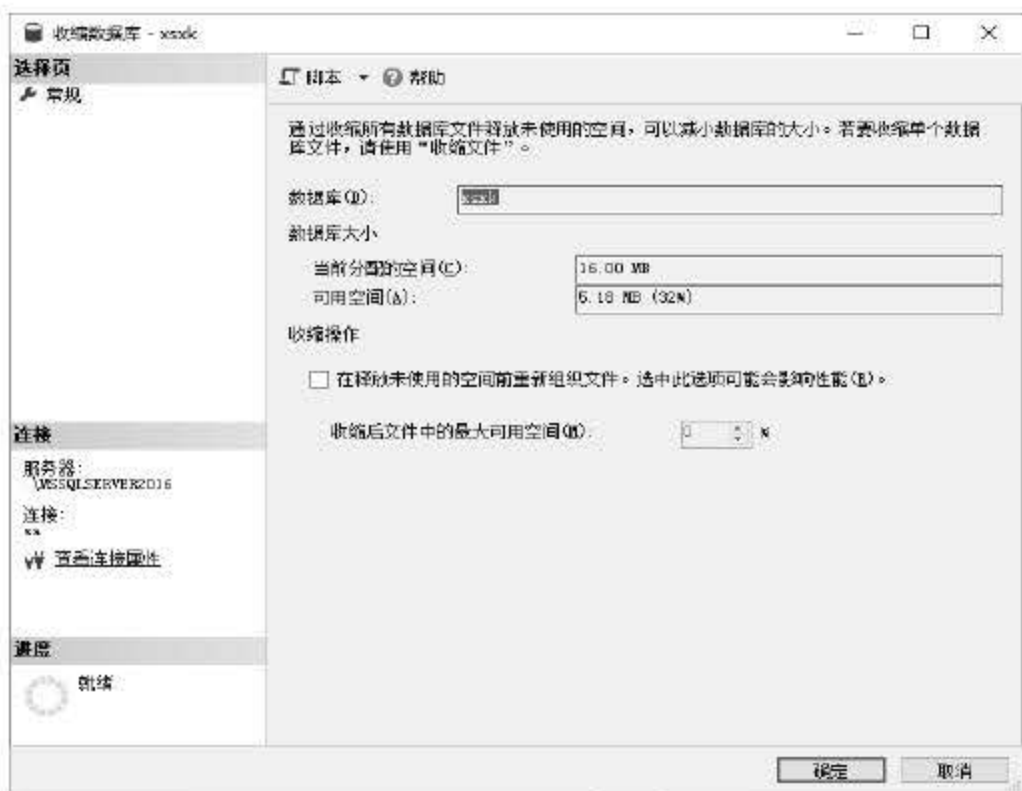 收缩数据库 - xsxk
选择页
常规
脚本 帮助
通过收缩所有数据库文件释放未使用的空间，可以减小数据库的大小。若要收缩单个数据
库文件，请使用“收缩文件”。
数据库(D):
xsxk
数据库大小
当前分配的空间(C):
16.00 MB
可用空间(A):
5.18 MB (32%)
收缩操作
在释放未使用的空间前重新组织文件。选中此选项可能会影响性能(R)。
收缩后文件中的最大可用空间(M):
0
%
连接
服务器:
\MSSQLSERVER2016
连接:
查看连接属性
进度
就绪
确定
取消